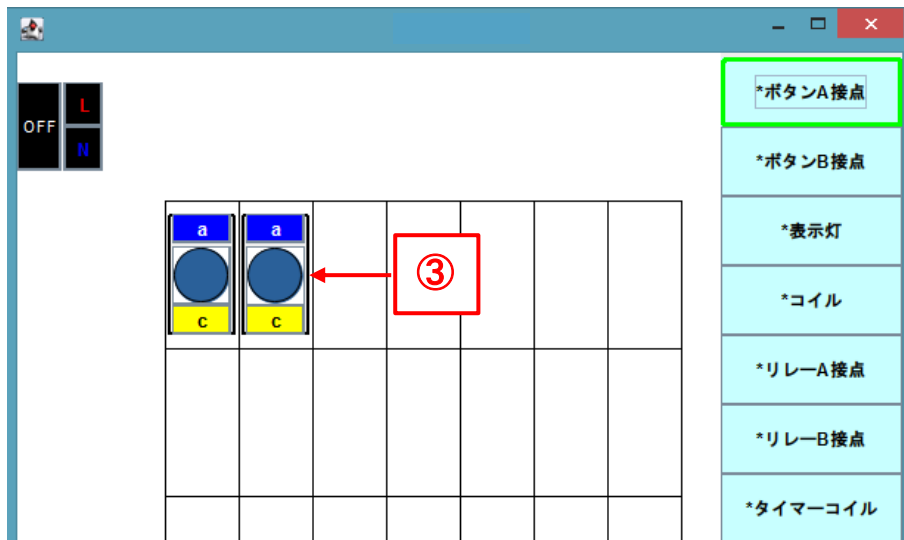 OFF
L
N
a
a
c
c
③
*ボタンA接点
*ボタンB接点
*表示灯
*コイル
*リレーA接点
*リレーB接点
*タイマーコイル